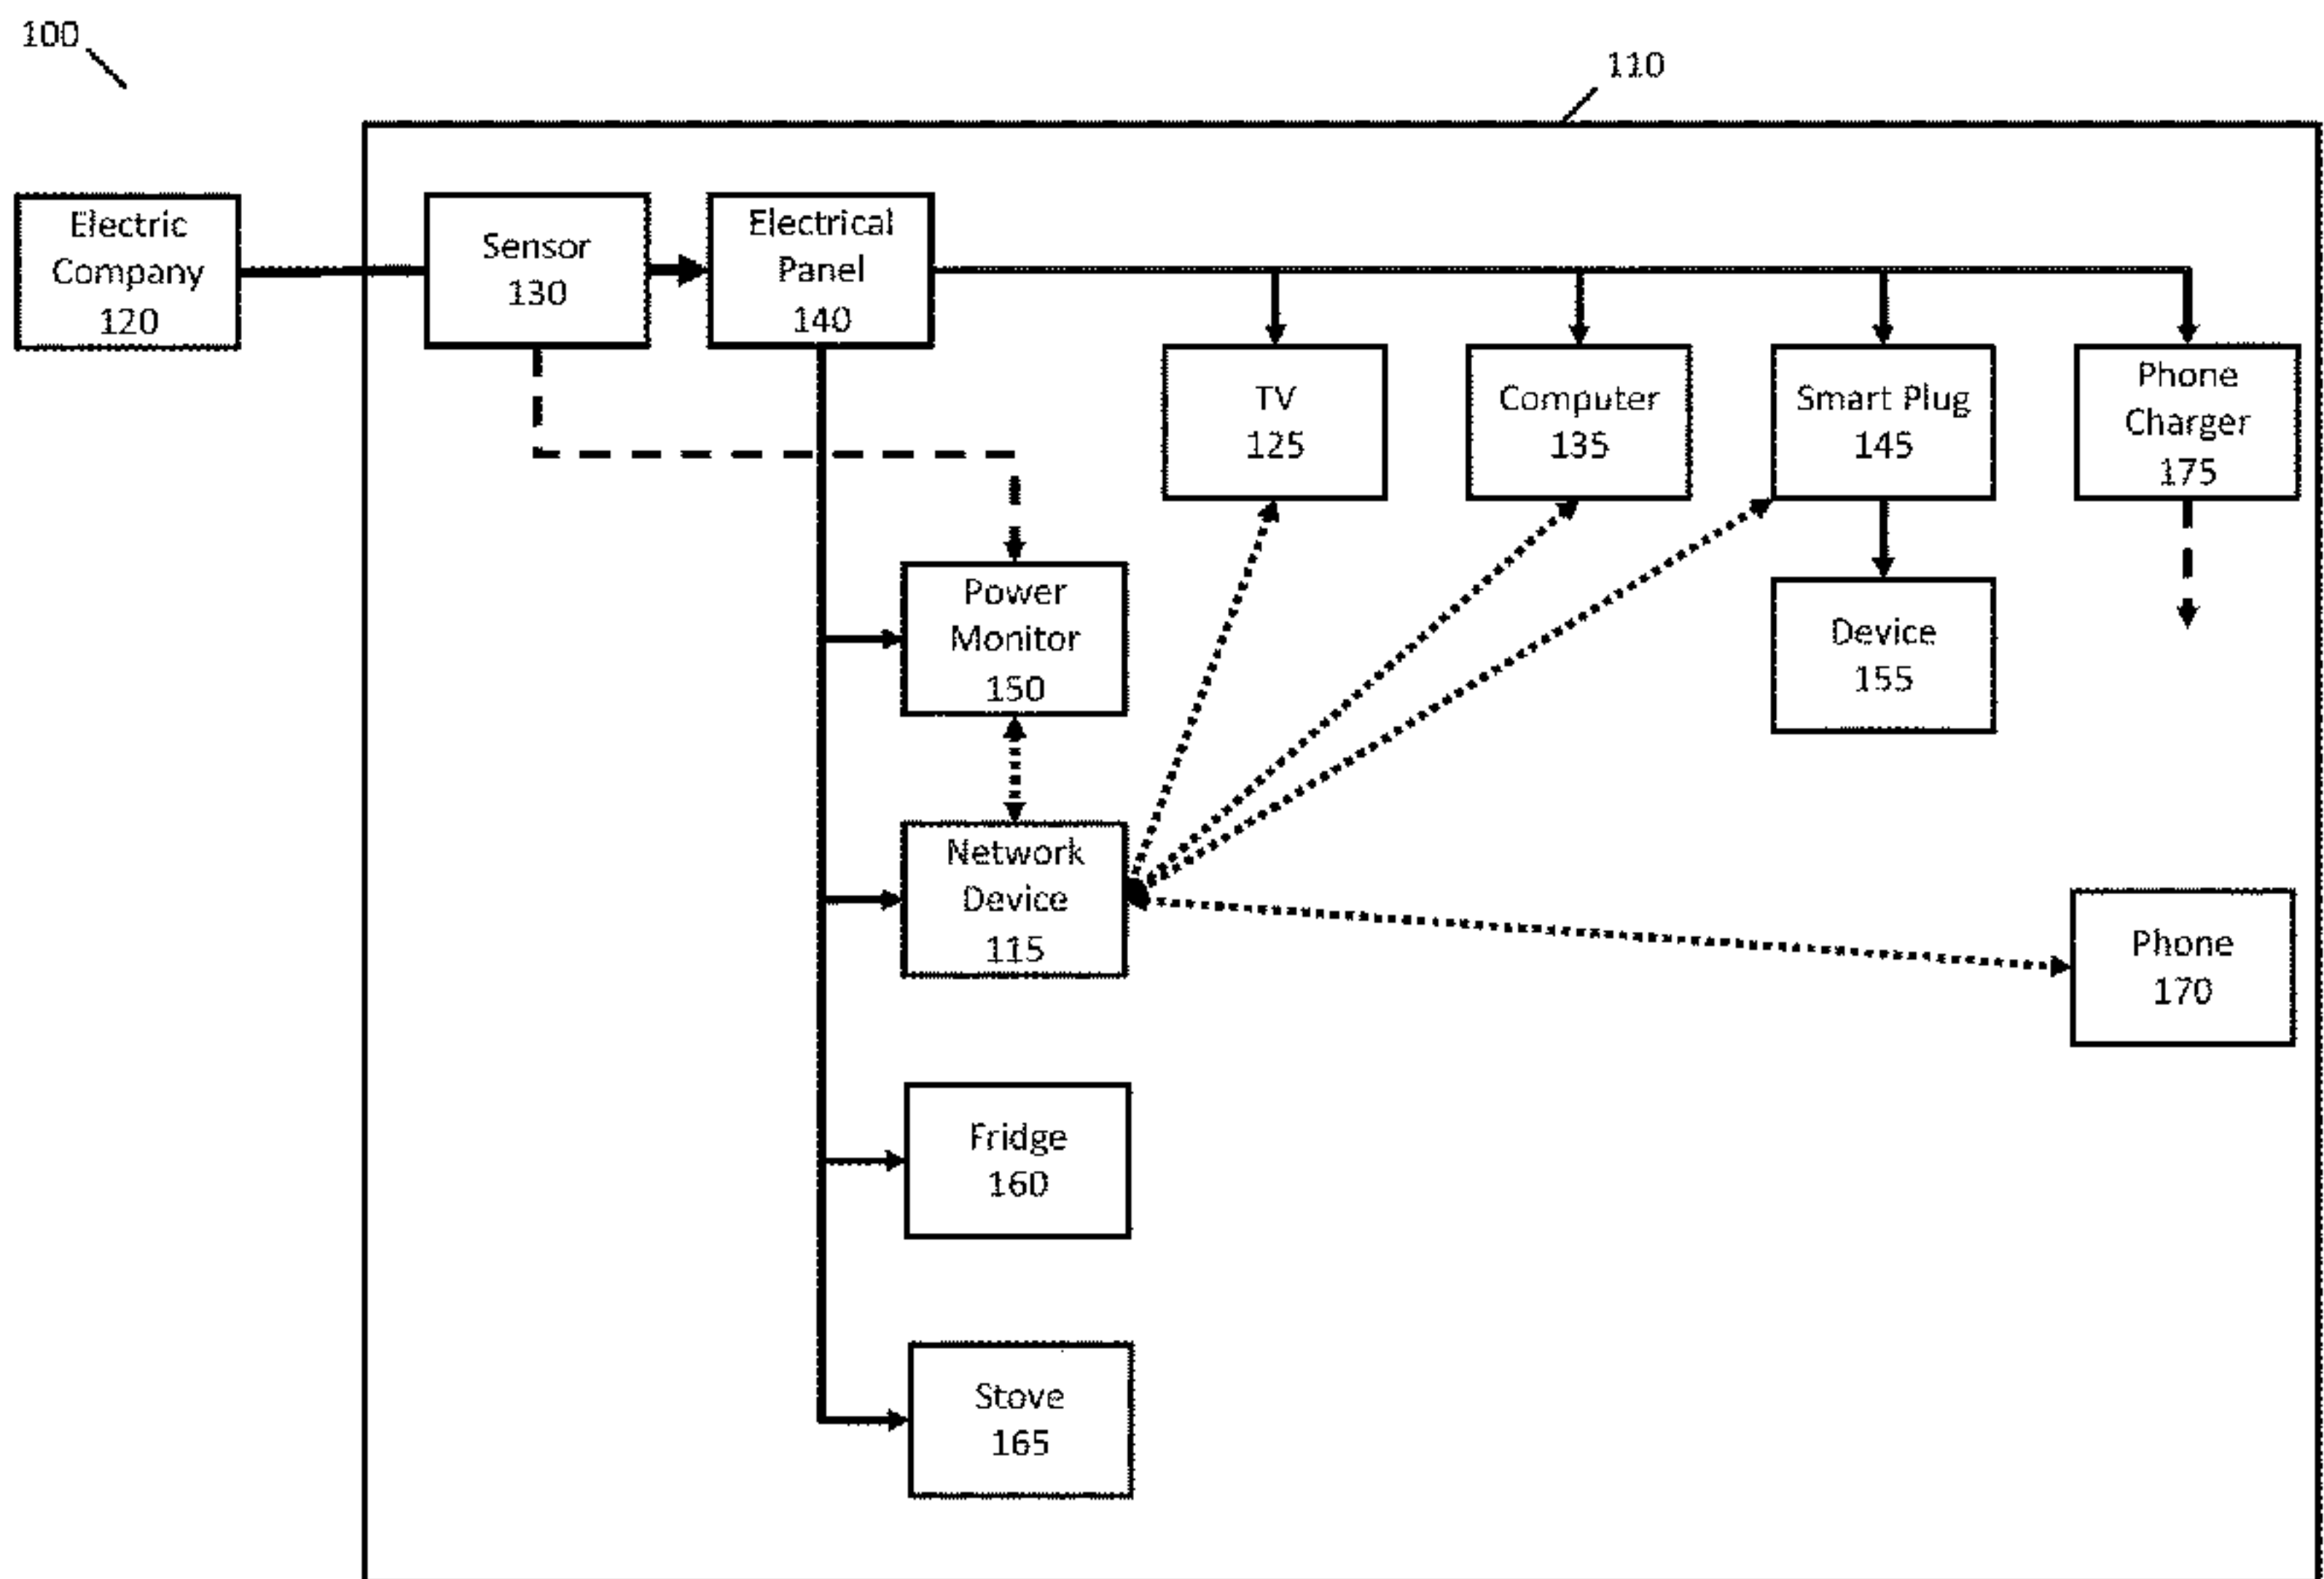 100
110
Electric
Company
120
Sensor
130
Electrical
Panel
140
TV
125
Computer
135
Smart Plug
145
Phone
Charger
175
Power
Monitor
150
Device
155
Network
Device
115
Phone
170
Fridge
160
Stove
165